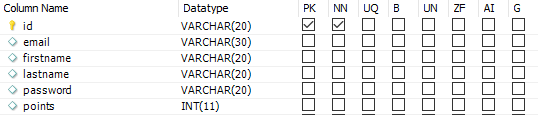 Column Name Datatype PK NN UQ B UN ZF AI G
id VARCHAR(20)
email VARCHAR(30)
firstname VARCHAR(20)
lastname VARCHAR(20)
password VARCHAR(20)
points INT(11)